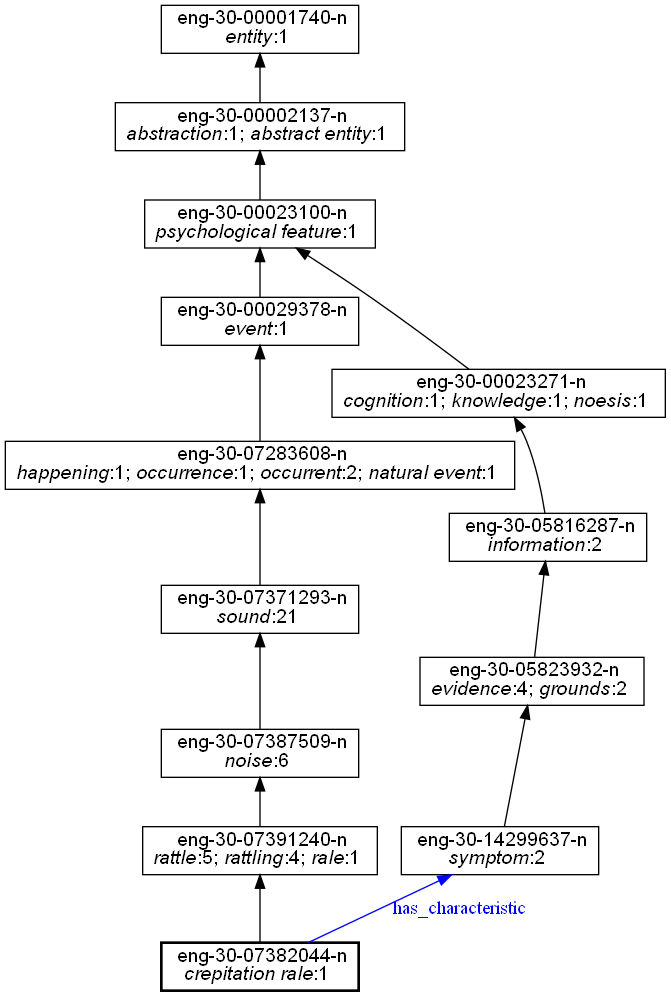 eng-30-00001740-n
entity:1
eng-30-00002137-n
abstraction:1; abstract entity:1
eng-30-00023100-n
psychological feature:1
eng-30-00029378-n
event:1
eng-30-00023271-n
cognition:1; knowledge:1; noesis:1
eng-30-07283608-n
happening:1; occurrence:1; occurrent:2; natural event:1
eng-30-05816287-n
information:2
eng-30-07371293-n
sound:21
eng-30-05823932-n
evidence:4; grounds:2
eng-30-07387509-n
noise:6
eng-30-07391240-n
rattle:5; rattling:4; rale:1
eng-30-14299637-n
symptom:2
has_characteristic
eng-30-07382044-n
crepitation rale:1